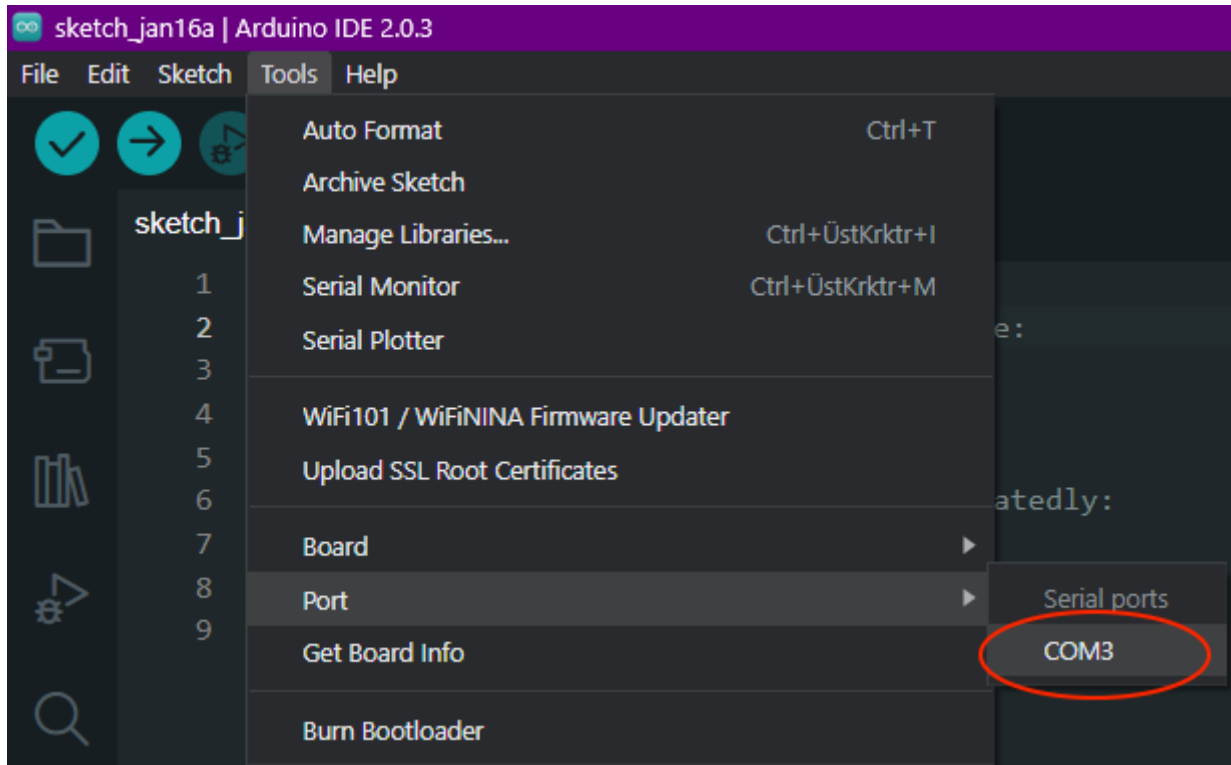 sketch_jan16a | Arduino IDE 2.0.3
File Edit Sketch Tools Help
Auto Format Ctrl+T
Archive Sketch
sketch_j
Manage Libraries... Ctrl+ÜstKrktr+I
1
Serial Monitor Ctrl+ÜstKrktr+M
2 e:
Serial Plotter
3
4
WiFi101 / WiFiNINA Firmware Updater
5
Upload SSL Root Certificates
6 atedly:
7
Board
8
Port Serial ports
9
Get Board Info COM3
Burn Bootloader